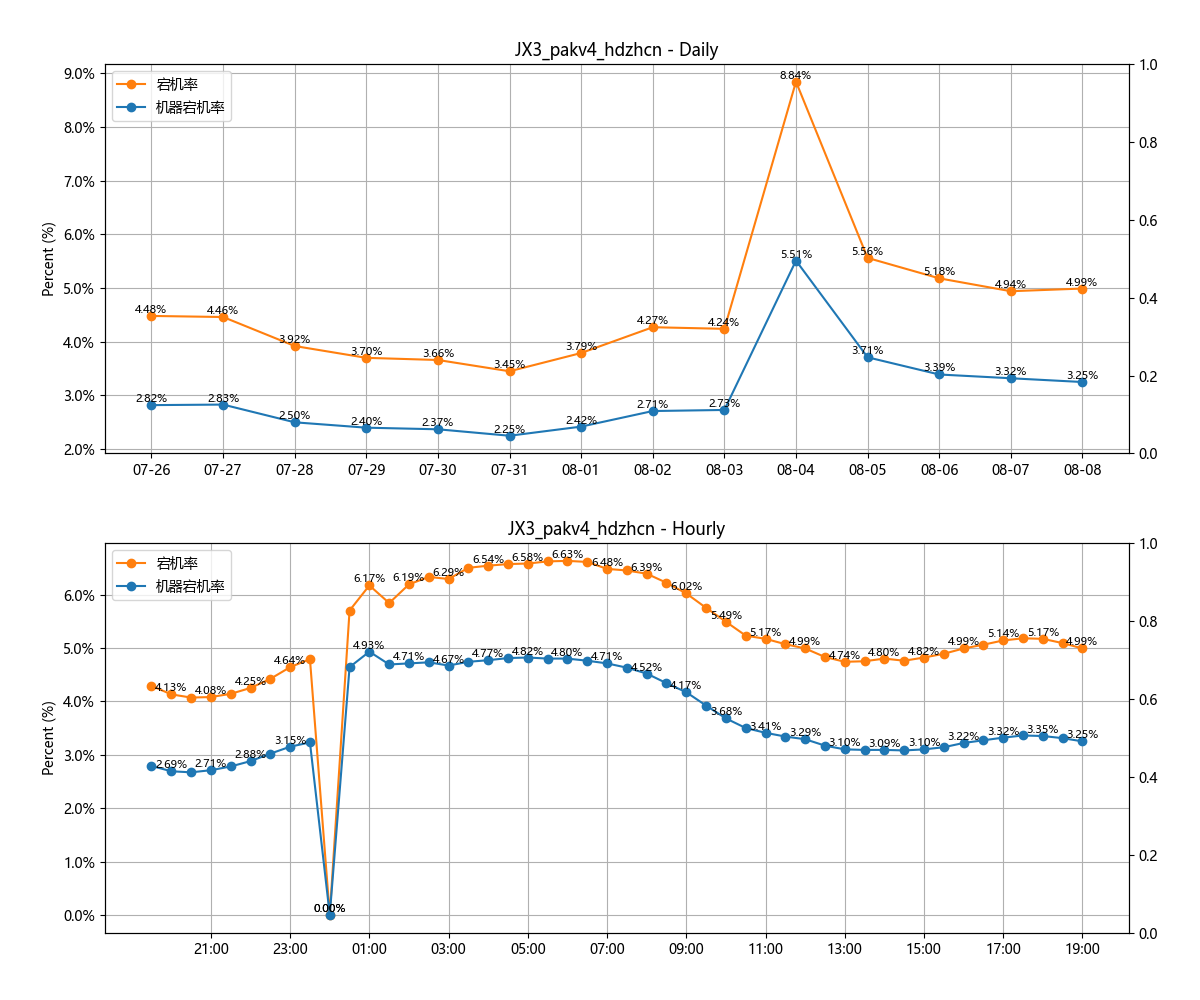 JX3_pakv4_hdzhcn - Daily
宕机率
机器宕机率
Percent (%)
9.0%
8.0%
7.0%
6.0%
5.0%
4.0%
3.0%
2.0%
1.0
0.8
0.6
0.4
0.2
0.0
4.48% 4.46% 3.92% 3.70% 3.66% 3.45% 3.79% 4.27% 4.24% 8.84% 5.56% 5.18% 4.94% 4.99%
2.82% 2.83% 2.50% 2.40% 2.37% 2.25% 2.42% 2.71% 2.73% 5.51% 3.71% 3.39% 3.32% 3.25%
07-26 07-27 07-28 07-29 07-30 07-31 08-01 08-02 08-03 08-04 08-05 08-06 08-07 08-08
JX3_pakv4_hdzhcn - Hourly
宕机率
机器宕机率
Percent (%)
6.0%
5.0%
4.0%
3.0%
2.0%
1.0%
0.0%
1.0
0.8
0.6
0.4
0.2
0.0
4.13% 4.08% 4.25% 4.64% 0.00% 6.17% 6.19% 6.29% 6.54% 6.58% 6.63% 6.48% 6.39% 6.02% 5.49% 5.17% 4.99% 4.74% 4.80% 4.82% 4.99% 5.14% 5.17% 4.99%
2.69% 2.71% 2.88% 3.15% 0.00% 4.93% 4.71% 4.67% 4.77% 4.82% 4.80% 4.71% 4.52% 4.17% 3.68% 3.41% 3.29% 3.10% 3.09% 3.10% 3.22% 3.32% 3.35% 3.25%
21:00 23:00 01:00 03:00 05:00 07:00 09:00 11:00 13:00 15:00 17:00 19:00